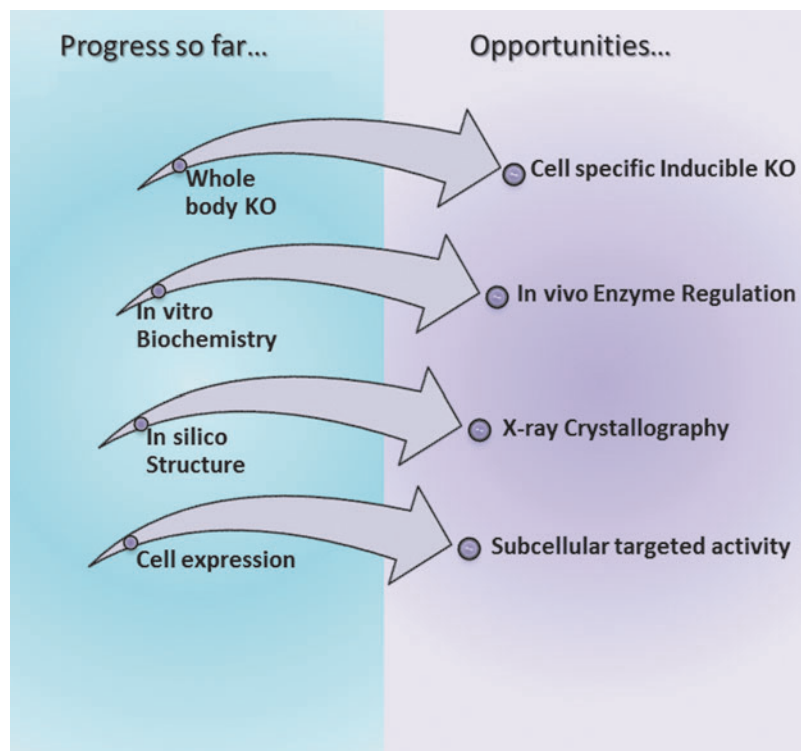 Progress so far...
Opportunities...
Whole
body KO
Cell specific Inducible KO
In vitro
Biochemistry
In vivo Enzyme Regulation
In silico
Structure
X-ray Crystallography
Cell expression
Subcellular targeted activity